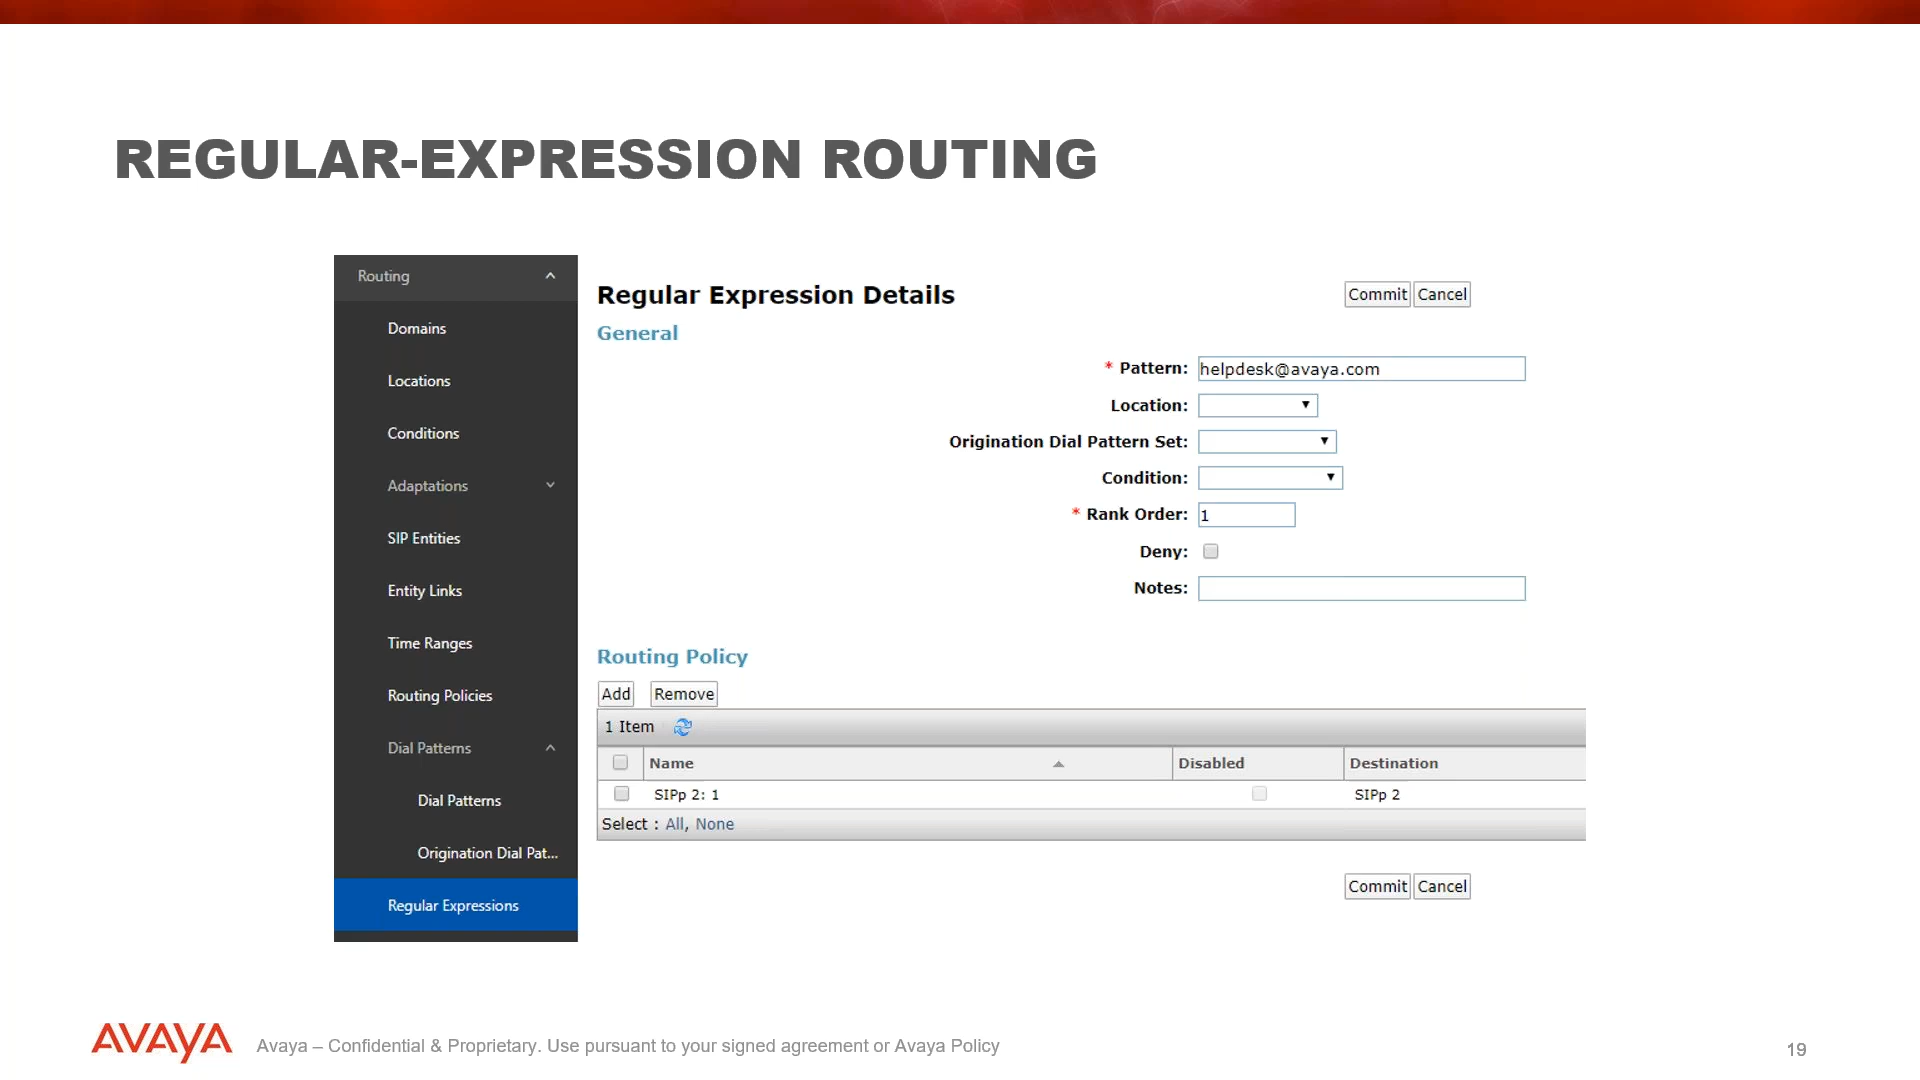 REGULAR-EXPRESSION ROUTING
Routing
Domains
Locations
Conditions
Adaptations
SIP Entities
Entity Links
Time Ranges
Routing Policies
Dial Patterns
Dial Patterns
Origination Dial Pat...
Regular Expressions
Regular Expression Details
Commit Cancel
General
* Pattern: helpdesk@avaya.com
Location:
Origination Dial Pattern Set:
Condition:
* Rank Order: 1
Deny:
Notes:
Routing Policy
Add Remove
1 Item
Name Disabled Destination
SIPp 2: 1 SIPp 2
Select : All, None
Commit Cancel
AVAYA Avaya – Confidential & Proprietary. Use pursuant to your signed agreement or Avaya Policy 19